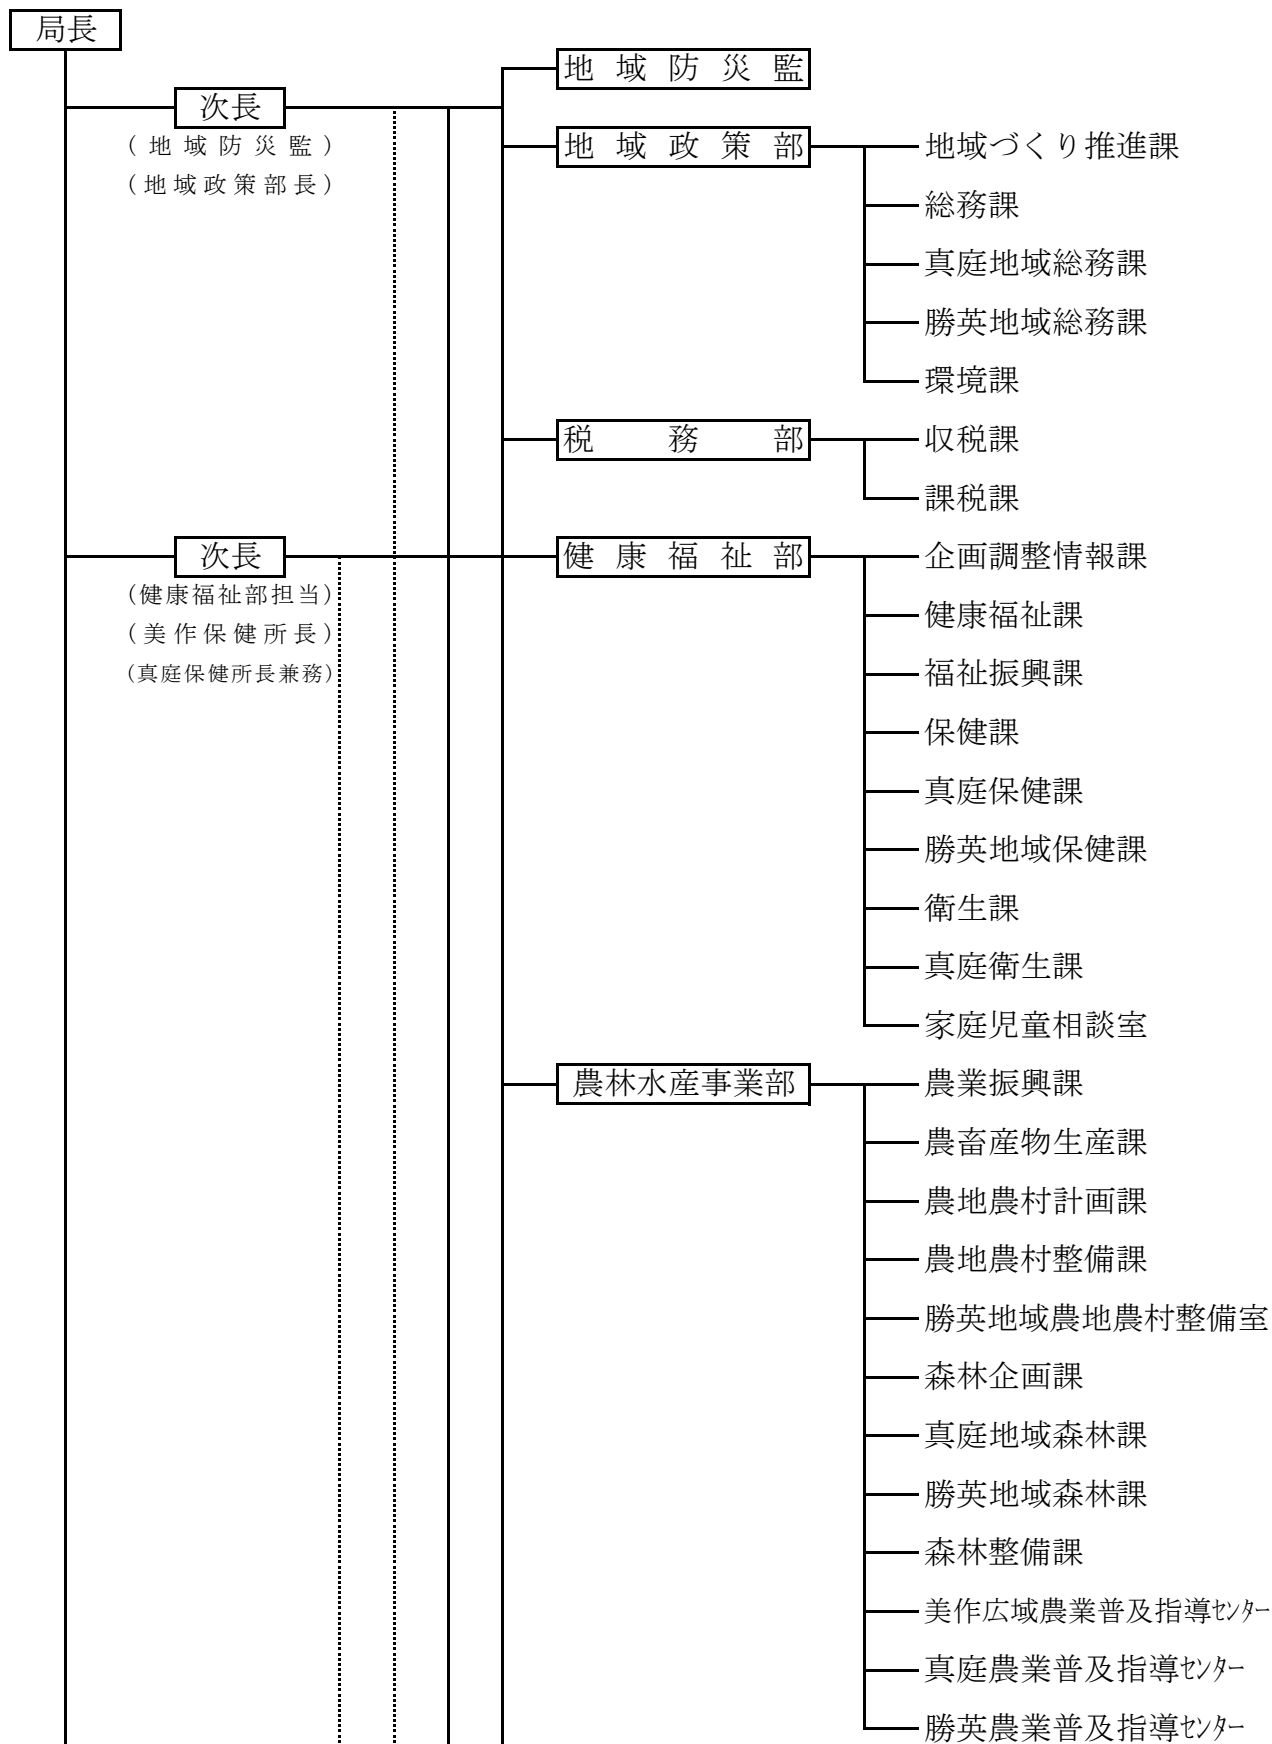 局長
地域防災監
次長
(地域防災監)
(地域政策部長)
地域政策部
地域づくり推進課
総務課
真庭地域総務課
勝英地域総務課
環境課
税務部
収税課
課税課
次長
(健康福祉部担当)
(美作保健所長)
(真庭保健所長兼務)
健康福祉部
企画調整情報課
健康福祉課
福祉振興課
保健課
真庭保健課
勝英地域保健課
衛生課
真庭衛生課
家庭児童相談室
農林水産事業部
農業振興課
農畜産物生産課
農地農村計画課
農地農村整備課
勝英地域農地農村整備室
森林企画課
真庭地域森林課
勝英地域森林課
森林整備課
美作広域農業普及指導ｾﾝﾀｰ
真庭農業普及指導ｾﾝﾀｰ
勝英農業普及指導ｾﾝﾀｰ